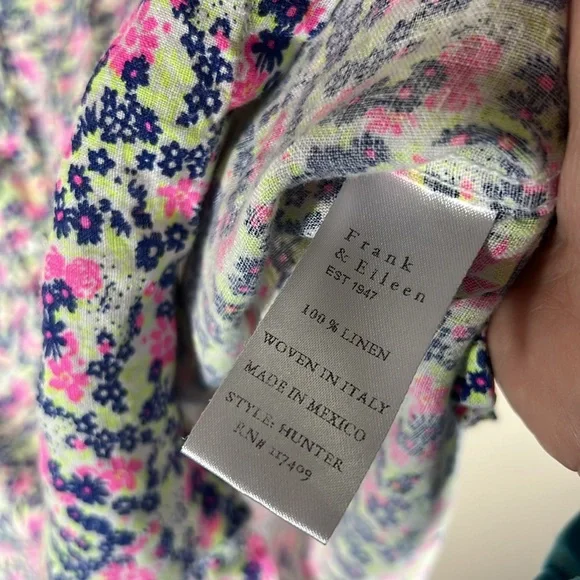 Frank
& Eileen
EST 1947
100% LINEN
WOVEN IN ITALY
MADE IN MEXICO
STYLE: HUNTER
RN# 117409